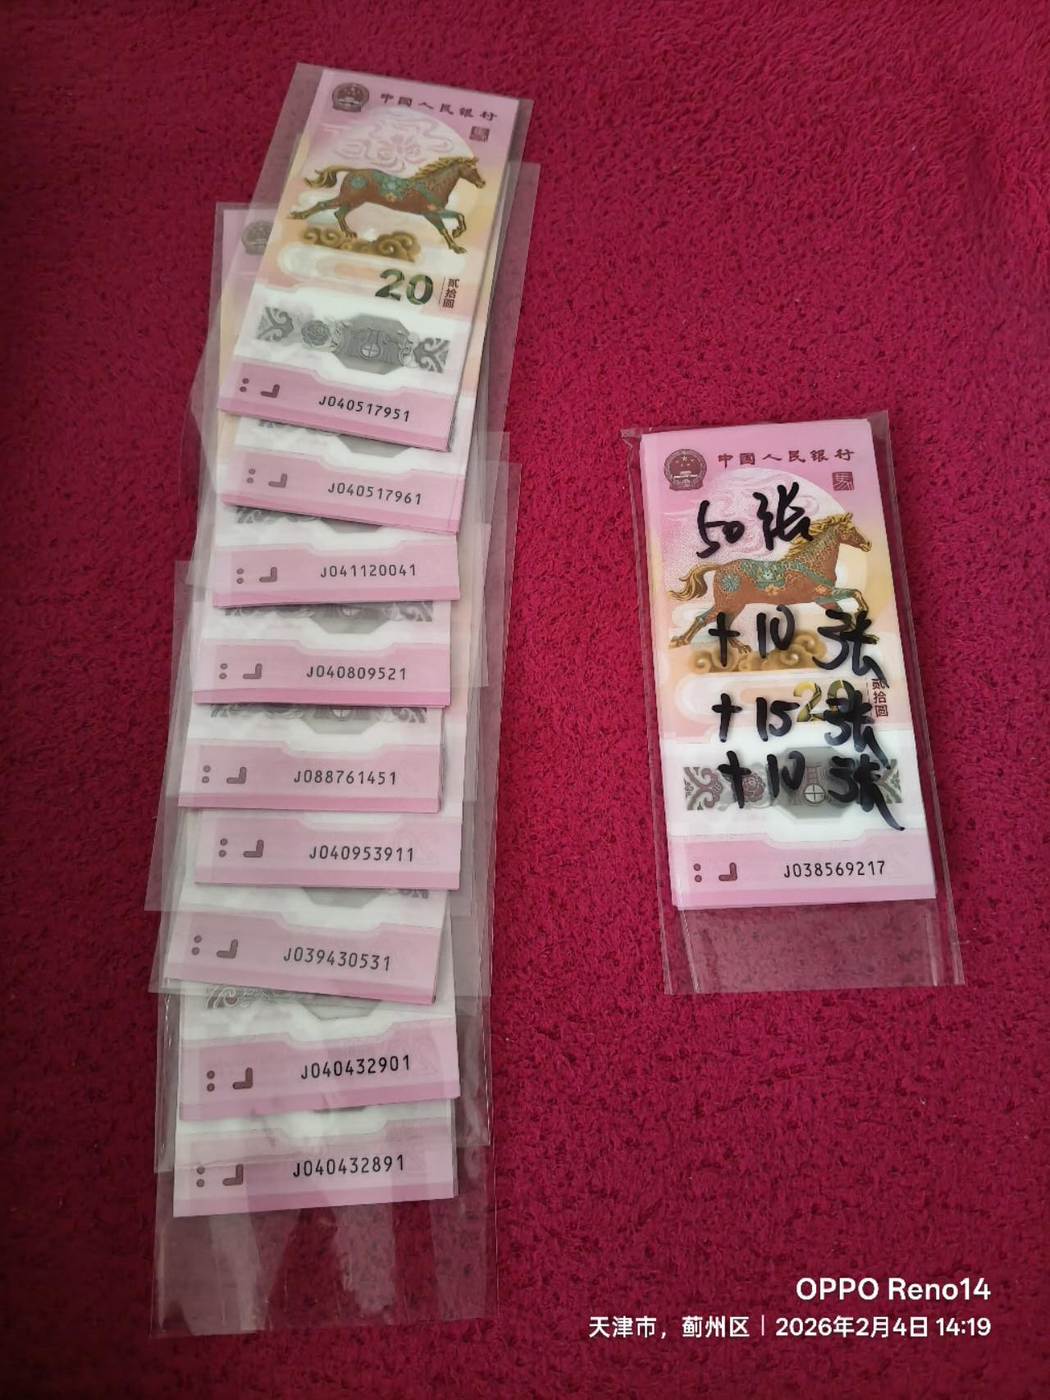 中国人民银行
马
20
贰拾圆
J040517951
J040517961
J041120041
J040809521
J088761451
J040953911
J039430531
J040432901
J040432891
中国人民银行
马
50张
+10张
20
贰拾圆
+15张
+10张
J038569217
OPPO Reno14
天津市，蓟州区｜2026年2月4日 14:19